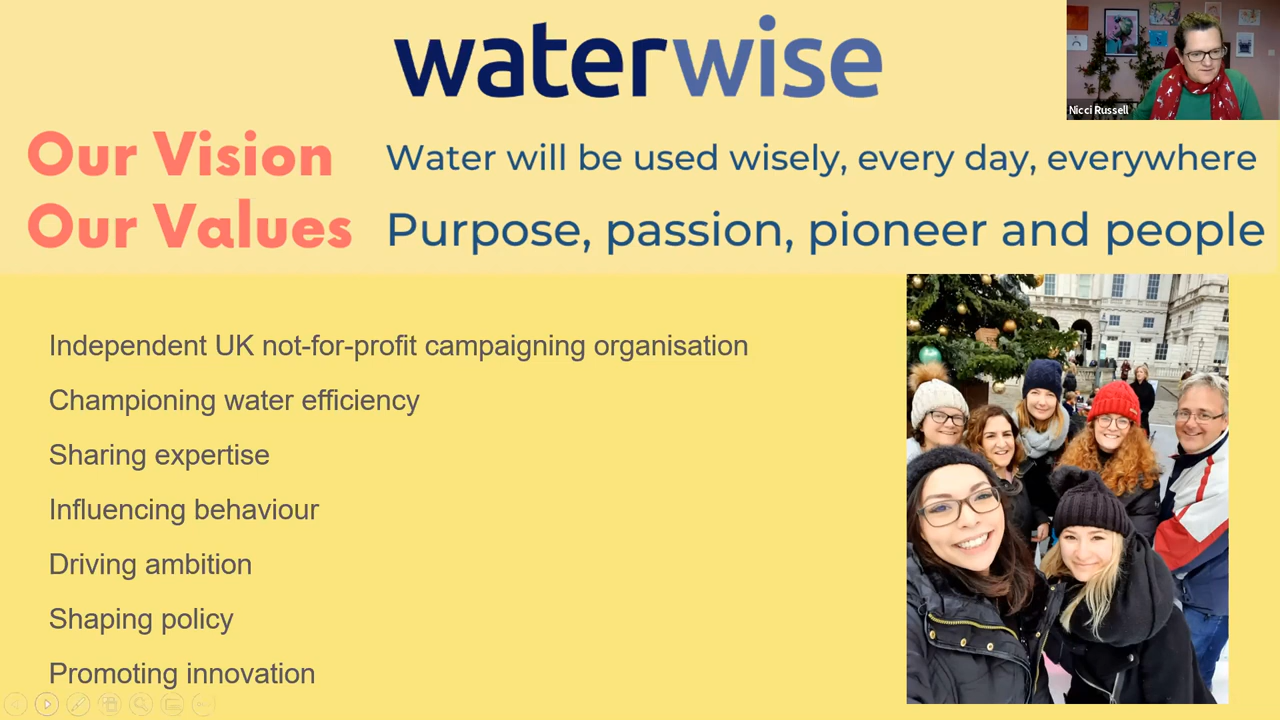 waterwise
Nicci Russell
Our Vision Water will be used wisely, every day, everywhere
Our Values Purpose, passion, pioneer and people
Independent UK not-for-profit campaigning organisation
Championing water efficiency
Sharing expertise
Influencing behaviour
Driving ambition
Shaping policy
Promoting innovation